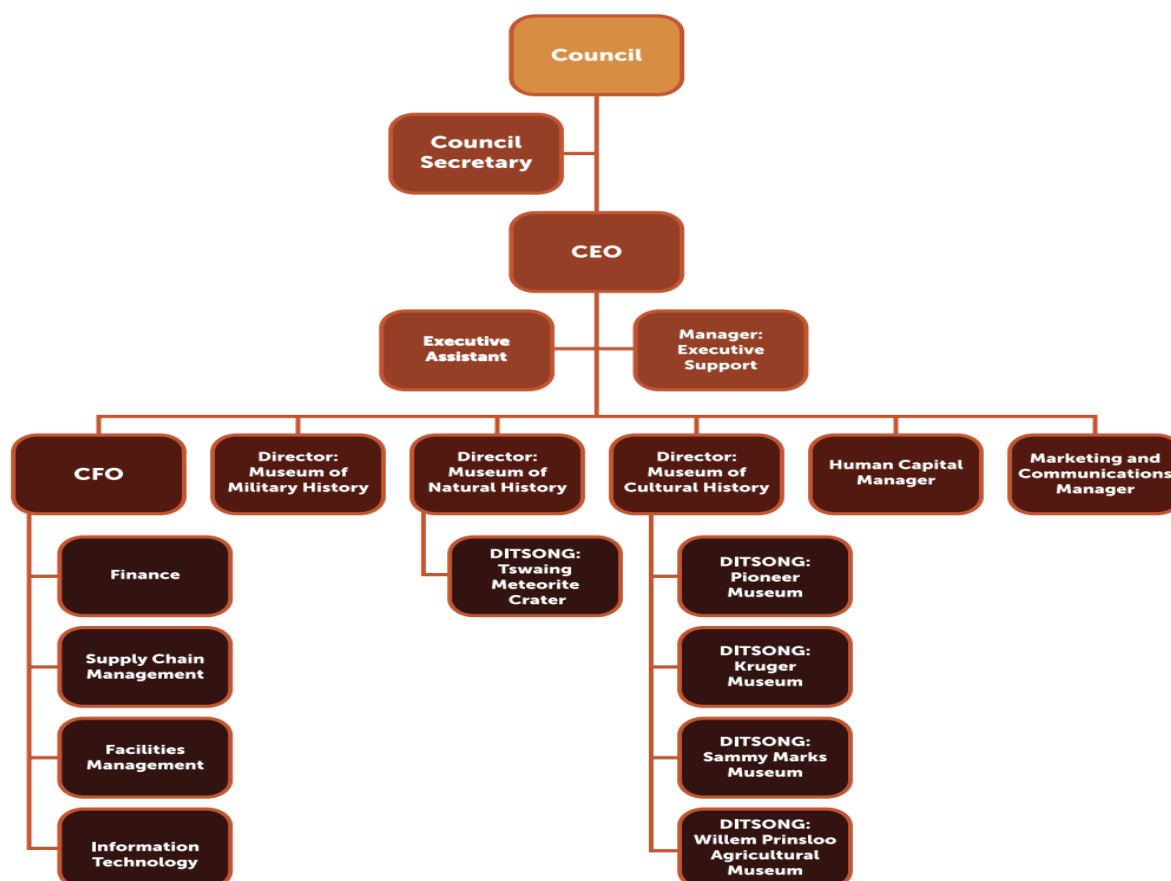 Council
Council
Secretary
CEO
Executive
Assistant
Manager:
Executive
Support
CFO
Director:
Museum of
Military History
Director:
Museum of
Natural History
Director:
Museum of
Cultural History
Human Capital
Manager
Marketing and
Communications
Manager
Finance
Supply Chain
Management
Facilities
Management
Information
Technology
DITSONG:
Tswaing
Meteorite
Crater
DITSONG:
Pioneer
Museum
DITSONG:
Kruger
Museum
DITSONG:
Sammy Marks
Museum
DITSONG:
Willem Prinsloo
Agricultural
Museum